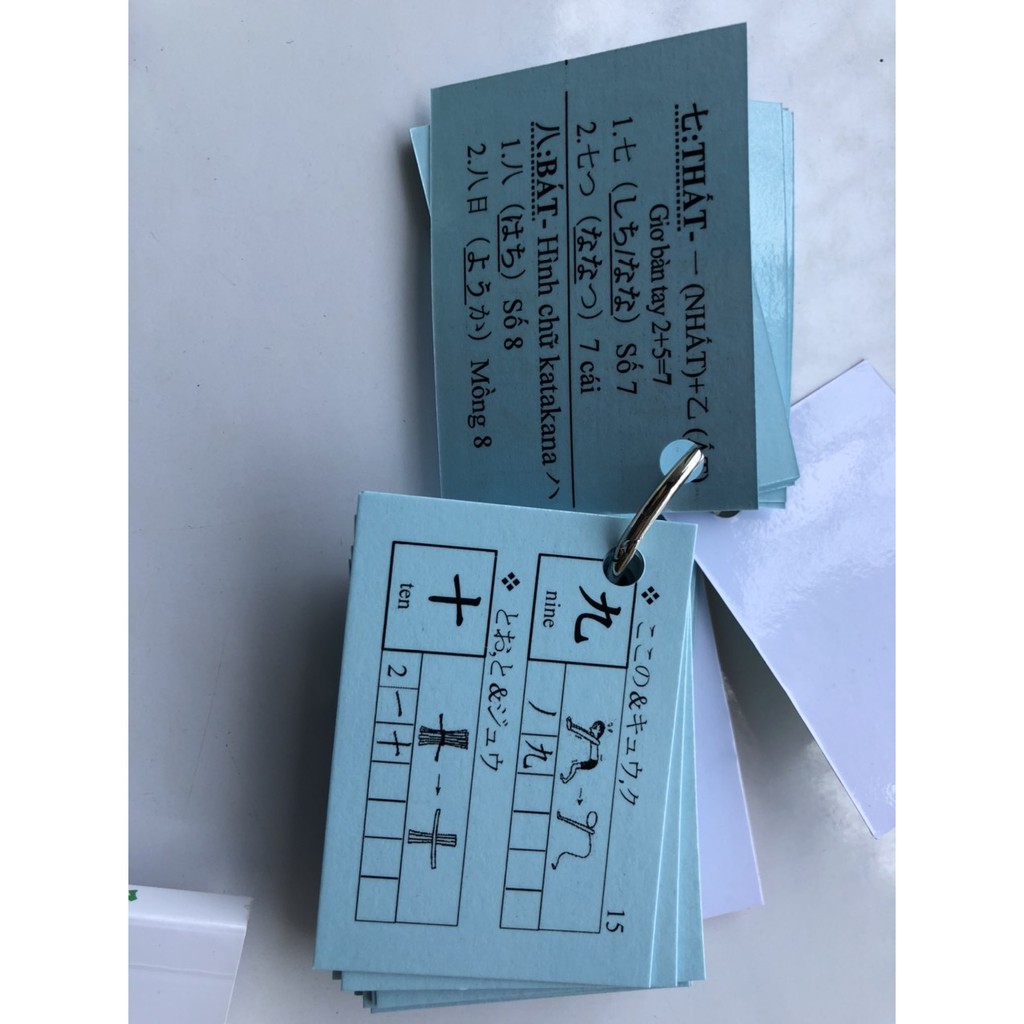 七:THẤT- 一 (NHẤT)+乙 (ẤT)
Giơ bàn tay 2+5=7
1.七 (しち/なな) Số 7
2.七つ (ななつ) 7 cái
八:BÁT- Hình chữ katakana ハ
1.八 (はち) Số 8
2.八日 (ようか) Mồng 8
15
❖ ここの&キュウ,ク
九
nine
ノ 九
❖ とお,と&ジュウ
十
ten
2 一 十